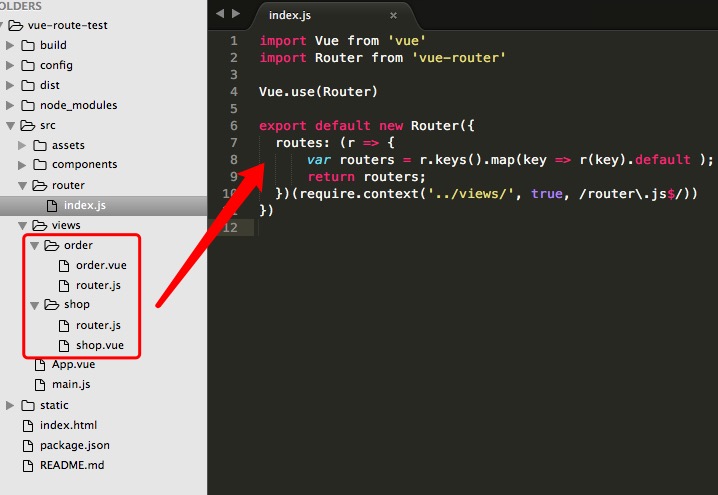 OLDERS
vue-route-test
build
config
dist
node_modules
src
assets
components
router
index.js
views
order
order.vue
router.js
shop
router.js
shop.vue
App.vue
main.js
static
index.html
package.json
README.md
index.js ×
1 import Vue from 'vue'
2 import Router from 'vue-router'
3
4 Vue.use(Router)
5
6 export default new Router({
7 routes: (r => {
8 var routers = r.keys().map(key => r(key).default );
9 return routers;
10 })(require.context('../views/', true, /router\.js$/))
11 })
12